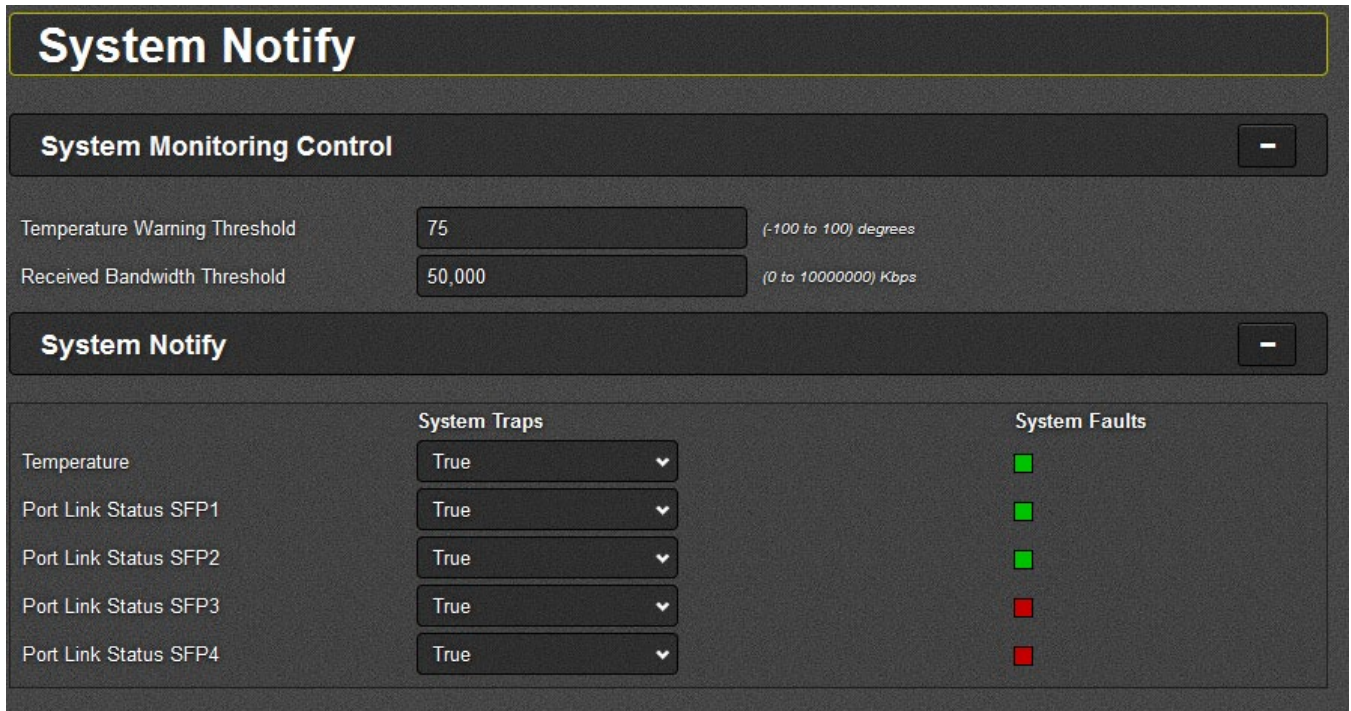 System Notify
System Monitoring Control
Temperature Warning Threshold 75 (-100 to 100) degrees
Received Bandwidth Threshold 50,000 (0 to 10000000) Kbps
System Notify
System Traps System Faults
Temperature True
Port Link Status SFP1 True
Port Link Status SFP2 True
Port Link Status SFP3 True
Port Link Status SFP4 True